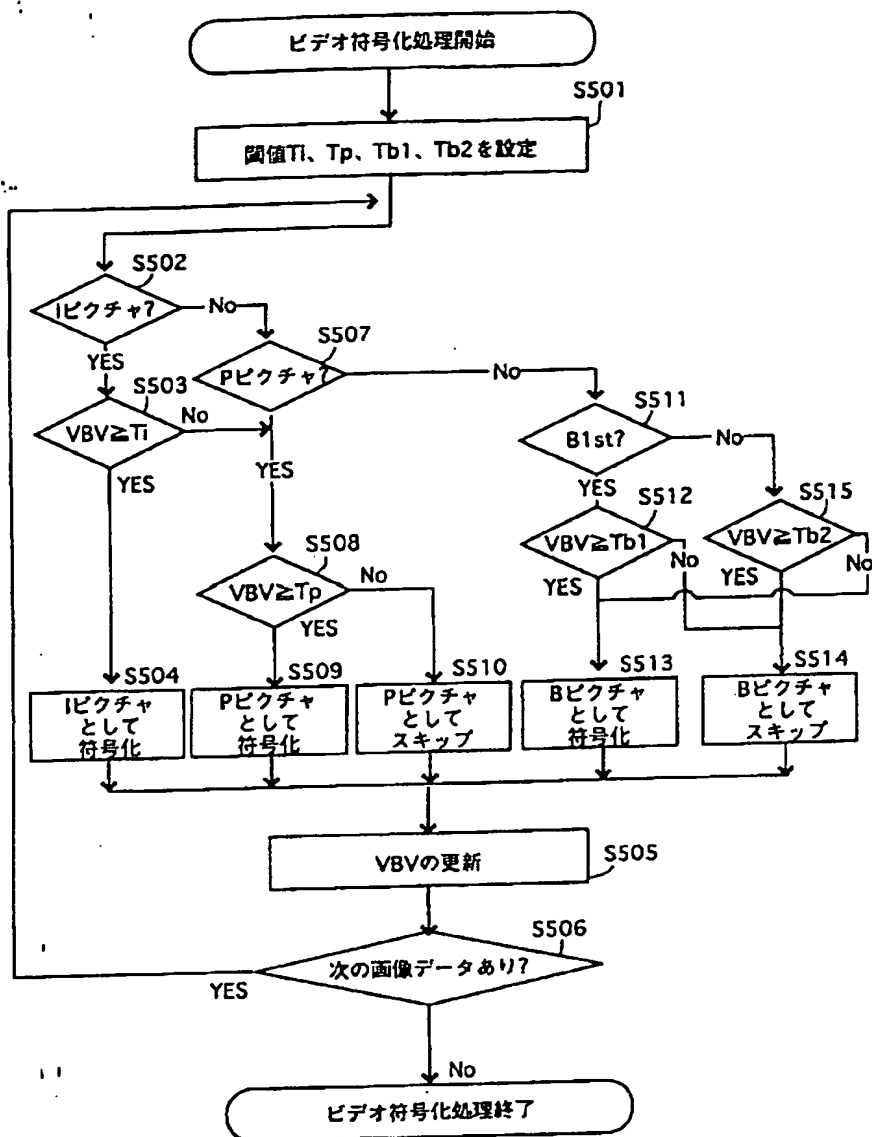 ビデオ符号化処理開始
S501
閾値Ti、Tp、Tb1、Tb2を設定
S502
Iピクチャ?
No
YES
S507
Pピクチャ?
No
YES
S503
VBV≧Ti
No
YES
S511
B1st?
No
YES
S512
VBV≧Tb1
No
YES
S515
VBV≧Tb2
No
YES
S508
VBV≧Tp
No
YES
S504
Iピクチャ
として
符号化
S509
Pピクチャ
として
符号化
S510
Pピクチャ
として
スキップ
S513
Bピクチャ
として
符号化
S514
Bピクチャ
として
スキップ
VBVの更新
S505
S506
次の画像データあり?
YES
No
ビデオ符号化処理終了